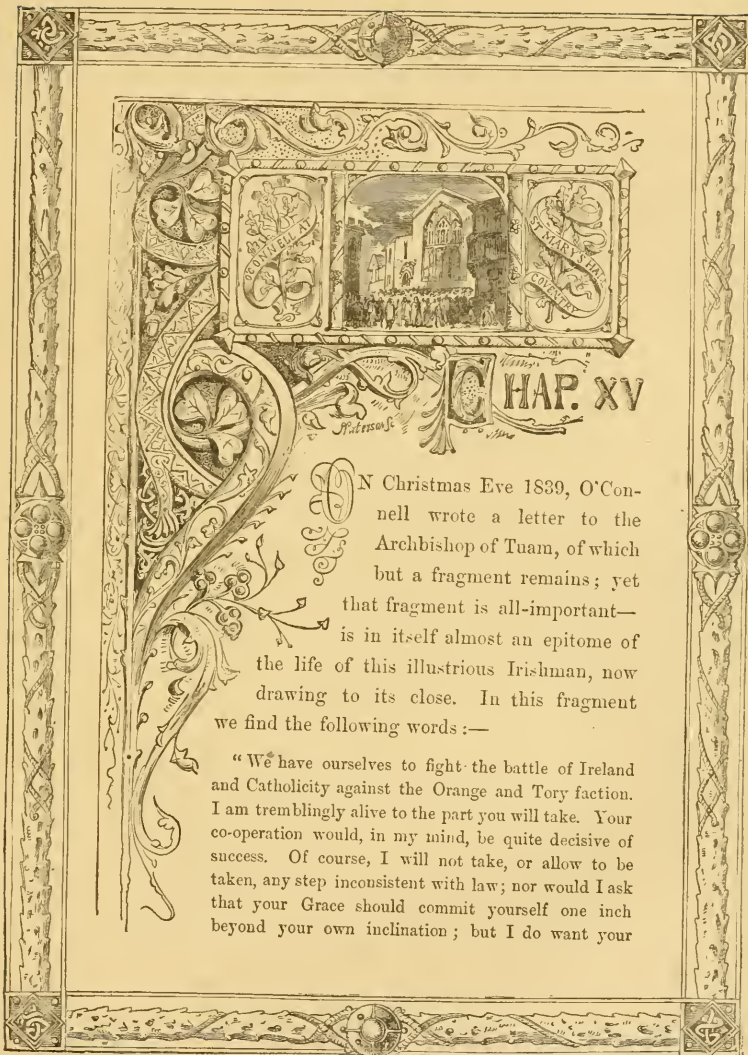 O'CONNELL AT
ST MARY'S HALL
COVENTRY
CHAP. XV
ON Christmas Eve 1839, O'Con-
nell wrote a letter to the
Archbishop of Tuam, of which
but a fragment remains; yet
that fragment is all-important—
is in itself almost an epitome of
the life of this illustrious Irishman, now
drawing to its close. In this fragment
we find the following words:—
"We have ourselves to fight the battle of Ireland
and Catholicity against the Orange and Tory faction.
I am tremblingly alive to the part you will take. Your
co-operation would, in my mind, be quite decisive of
success. Of course, I will not take, or allow to be
taken, any step inconsistent with law; nor would I ask
that your Grace should commit yourself one inch
beyond your own inclination; but I do want your